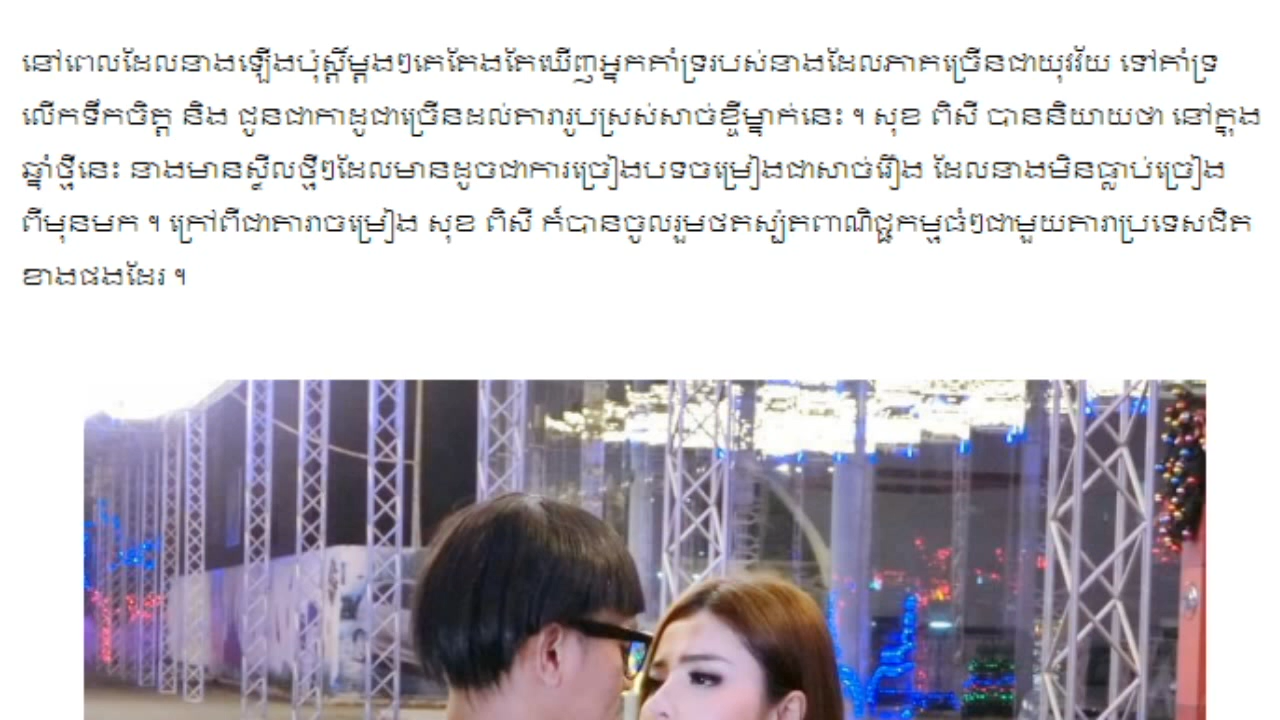 នៅពេលដែលនាងឡើងប៉ុស្តិ៍ម្តងៗគេតែងតែឃើញអ្នកគាំទ្ររបស់នាងដែលភាគច្រើនជាយុវវ័យ ទៅគាំទ្រ
លើកទឹកចិត្ត និង ជូនជាកាដូជាច្រើនដល់តារារូបស្រស់សាច់ខ្ចីម្នាក់នេះ ។ សុខ ពិសី បាននិយាយថា នៅក្នុង
ឆ្នាំថ្មីនេះ នាងមានស្ទីលថ្មីៗដែលមានដូចជាការច្រៀងបទចម្រៀងជាសាច់រឿង ដែលនាងមិនធ្លាប់ច្រៀង
ពីមុនមក ។ ក្រៅពីជាតារាចម្រៀង សុខ ពិសី ក៏បានចូលរួមថតស្ប៉តពាណិជ្ជកម្មធំៗជាមួយតារាប្រទេសជិត
ខាងផងដែរ ។